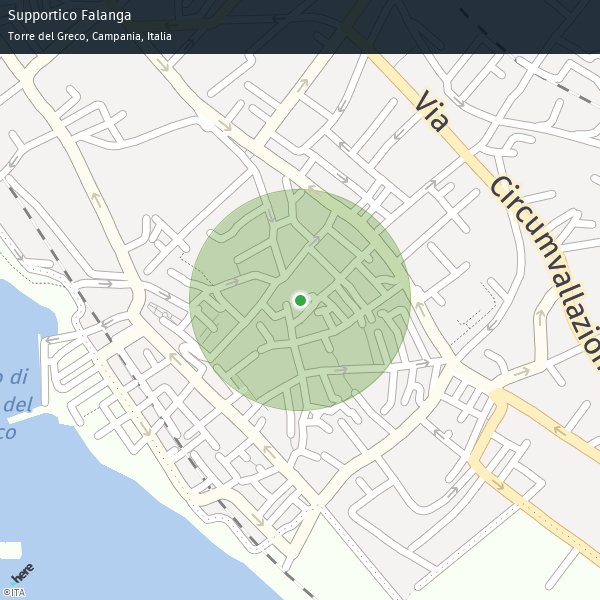 Supportico Falanga
Torre del Greco, Campania, Italia
Via
Circumvallazion
o di
del
co
here
©ITA